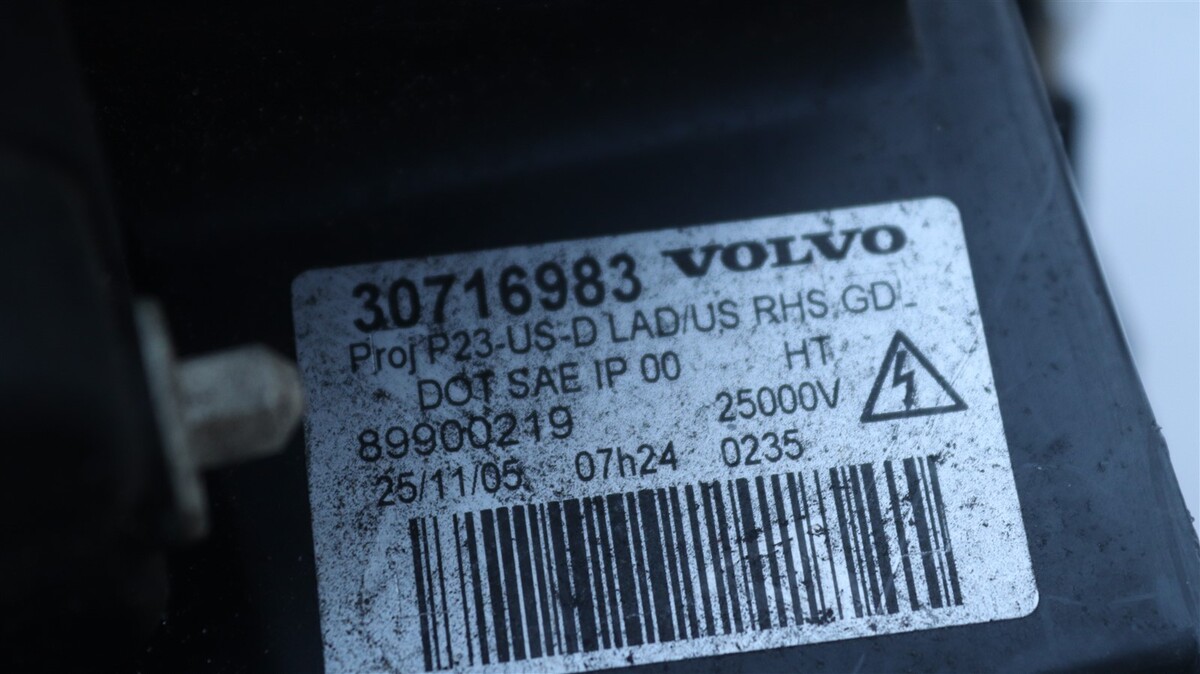 30716983 VOLVO
Proj P23-US-D LAD/US RHS GDL
DOT SAE IP 00 HT
89900219 25000V
25/11/05 07h24 0235